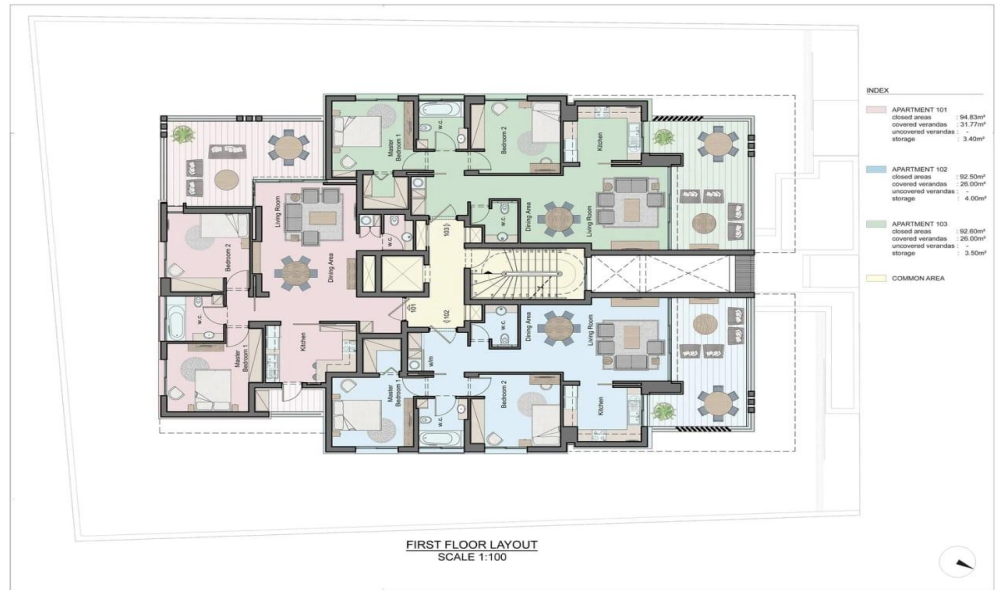 INDEX
APARTMENT 101
closed areas : 94.83m²
covered verandas : 31.77m²
uncovered verandas : -
storage : 3.40m²
APARTMENT 102
closed areas : 92.50m²
covered verandas : 26.00m²
uncovered verandas : -
storage : 4.00m²
APARTMENT 103
closed areas : 92.60m²
covered verandas : 26.00m²
uncovered verandas : -
storage : 3.50m²
COMMON AREA
Master
Bedroom 1
w.c.
Bedroom 2
Kitchen
Living Room
Dining Area
w.c.
103
w.c.
Dining Area
Living Room
Bedroom 2
w.c.
Master
Bedroom 1
Kitchen
101
102
w/m
w.c.
Dining Area
Living Room
Master
Bedroom 1
w.c.
Bedroom 2
Kitchen
FIRST FLOOR LAYOUT
SCALE 1:100